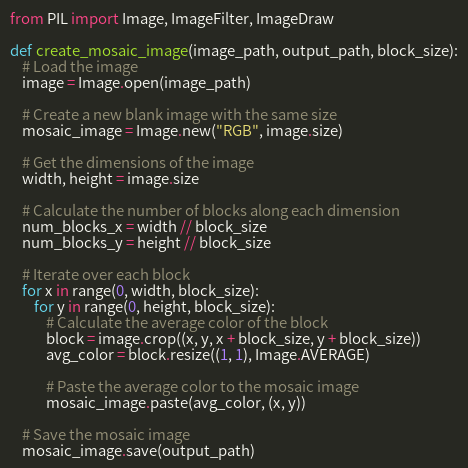 from PIL import Image, ImageFilter, ImageDraw

def create_mosaic_image(image_path, output_path, block_size):
    # Load the image
    image = Image.open(image_path)

    # Create a new blank image with the same size
    mosaic_image = Image.new("RGB", image.size)

    # Get the dimensions of the image
    width, height = image.size

    # Calculate the number of blocks along each dimension
    num_blocks_x = width // block_size
    num_blocks_y = height // block_size

    # Iterate over each block
    for x in range(0, width, block_size):
        for y in range(0, height, block_size):
            # Calculate the average color of the block
            block = image.crop((x, y, x + block_size, y + block_size))
            avg_color = block.resize((1, 1), Image.AVERAGE)

            # Paste the average color to the mosaic image
            mosaic_image.paste(avg_color, (x, y))

    # Save the mosaic image
    mosaic_image.save(output_path)